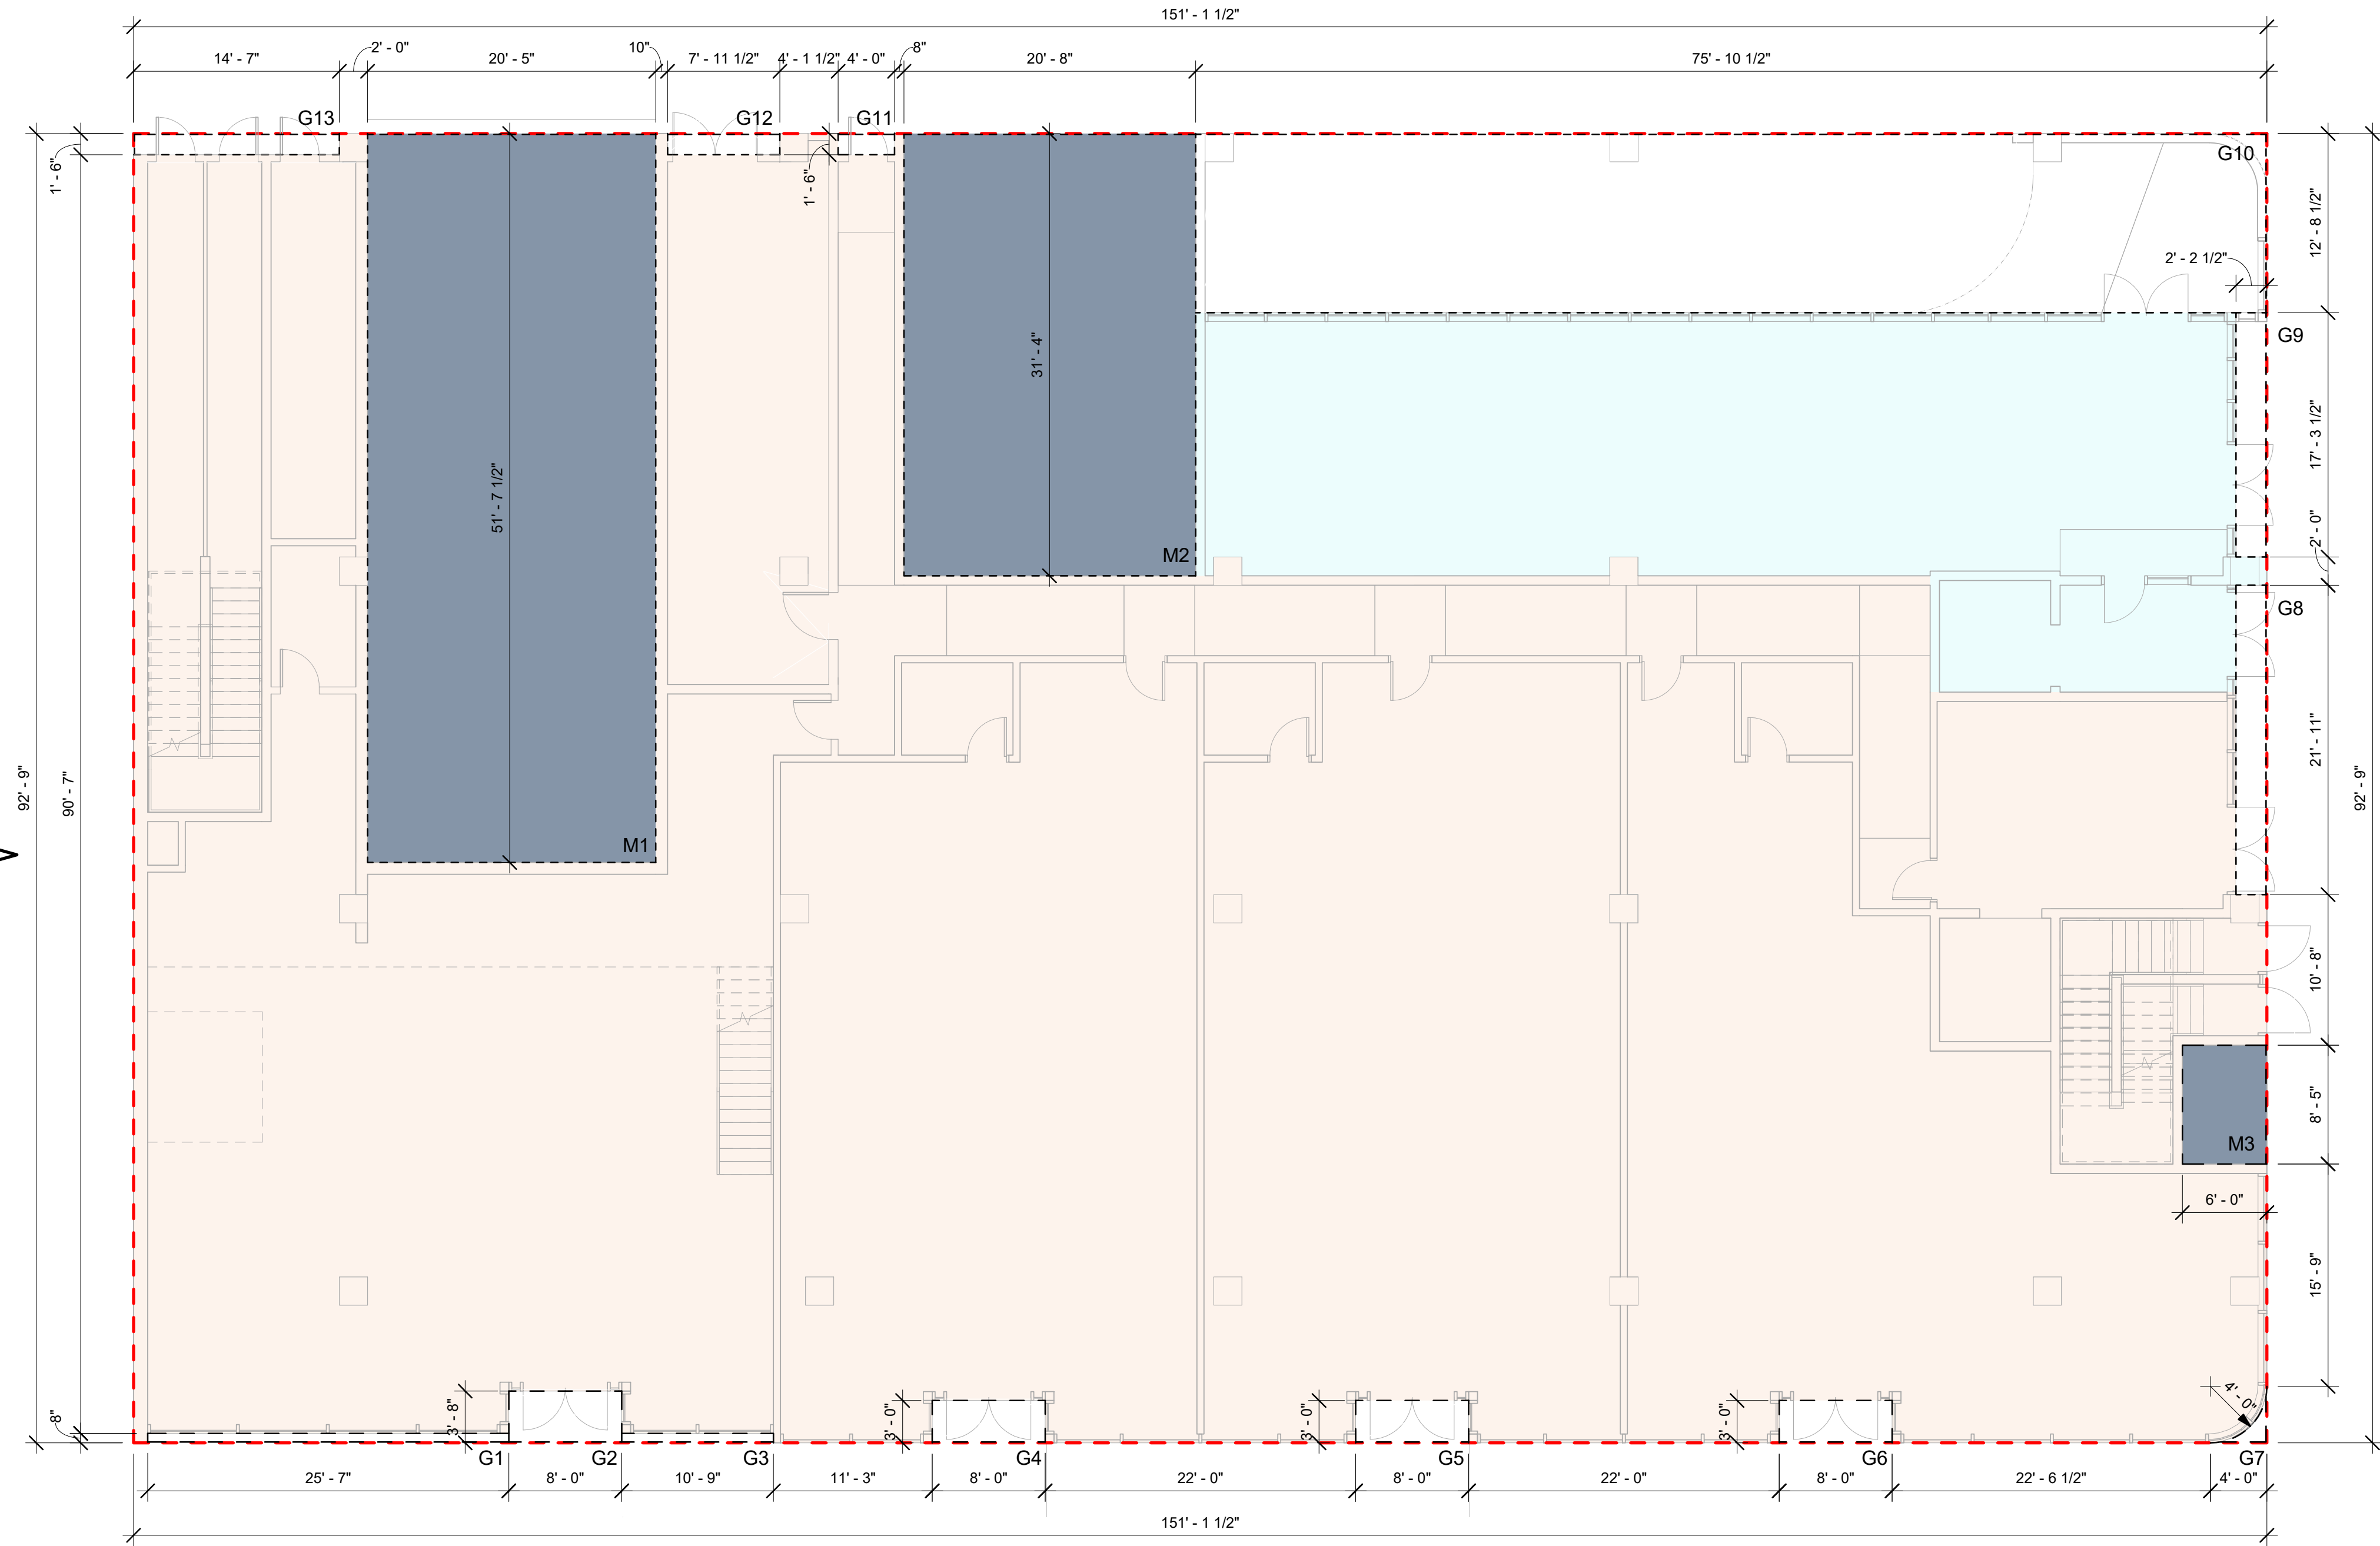 151' - 1 1/2"
14' - 7"
2' - 0"
20' - 5"
10"
7' - 11 1/2"
4' - 1 1/2"
4' - 0"
8"
20' - 8"
75' - 10 1/2"
G13
G12
G11
G10
1' - 6"
1' - 6"
12' - 8 1/2"
2' - 2 1/2"
G9
31' - 4"
17' - 3 1/2"
51' - 7 1/2"
2' - 0"
M2
G8
21' - 11"
92' - 9"
90' - 7"
92' - 9"
M1
10' - 8"
8' - 5"
M3
6' - 0"
15' - 9"
4' - 0"
8"
3' - 8"
3' - 0"
3' - 0"
3' - 0"
G1
G2
G3
G4
G5
G6
G7
25' - 7"
8' - 0"
10' - 9"
11' - 3"
8' - 0"
22' - 0"
8' - 0"
22' - 0"
8' - 0"
22' - 6 1/2"
4' - 0"
151' - 1 1/2"